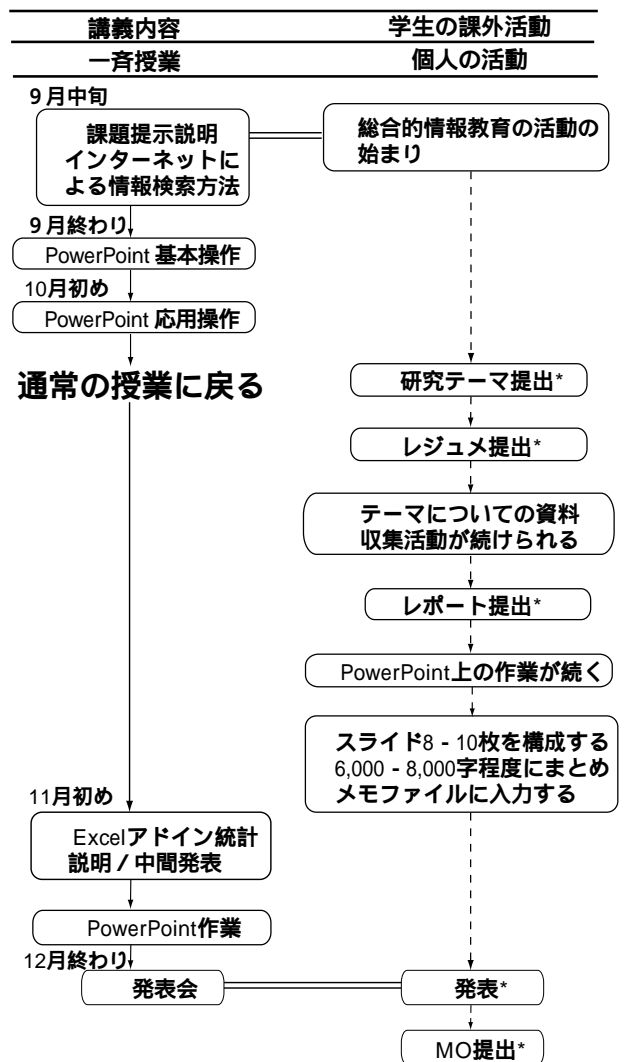 講義内容
学生の課外活動
一斉授業
個人の活動
9月中旬
課題提示説明
インターネットに
よる情報検索方法
総合的情報教育の活動の
始まり
9月終わり
PowerPoint 基本操作
10月初め
PowerPoint 応用操作
通常の授業に戻る
研究テーマ提出*
レジュメ提出*
テーマについての資料
収集活動が続けられる
レポート提出*
PowerPoint上の作業が続く
スライド8 - 10枚を構成する
6,000 - 8,000字程度にまとめ
メモファイルに入力する
11月初め
Excelアドイン統計
説明 / 中間発表
PowerPoint作業
12月終わり
発表会
発表*
MO提出*